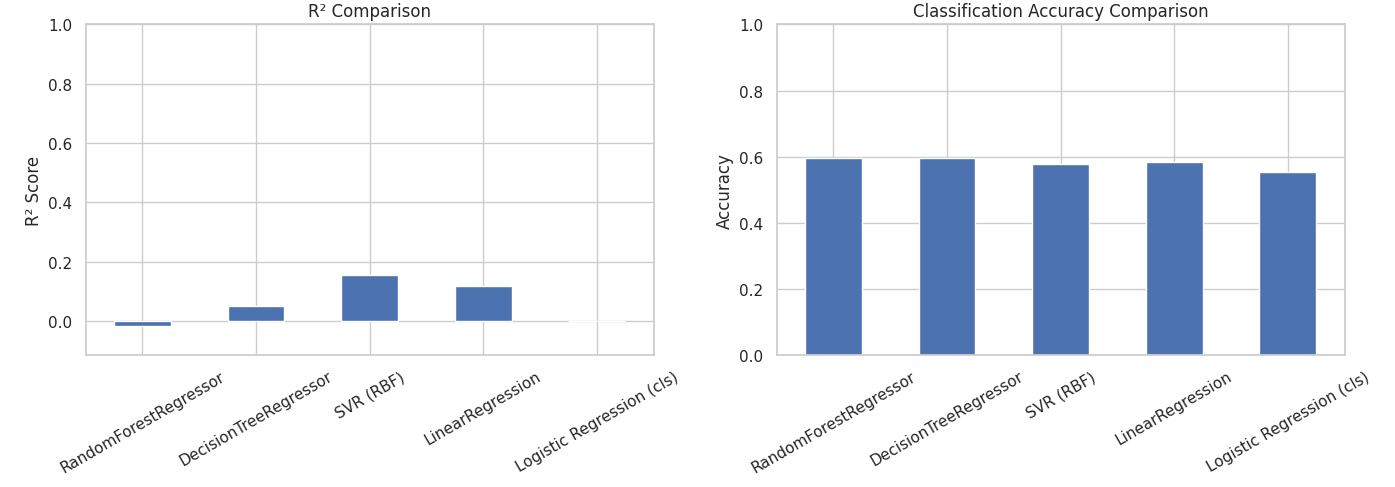 R² Comparison
R² Score
1.0
0.8
0.6
0.4
0.2
0.0
RandomForestRegressor
DecisionTreeRegressor
SVR (RBF)
LinearRegression
Logistic Regression (cls)
Classification Accuracy Comparison
Accuracy
1.0
0.8
0.6
0.4
0.2
0.0
RandomForestRegressor
DecisionTreeRegressor
SVR (RBF)
LinearRegression
Logistic Regression (cls)